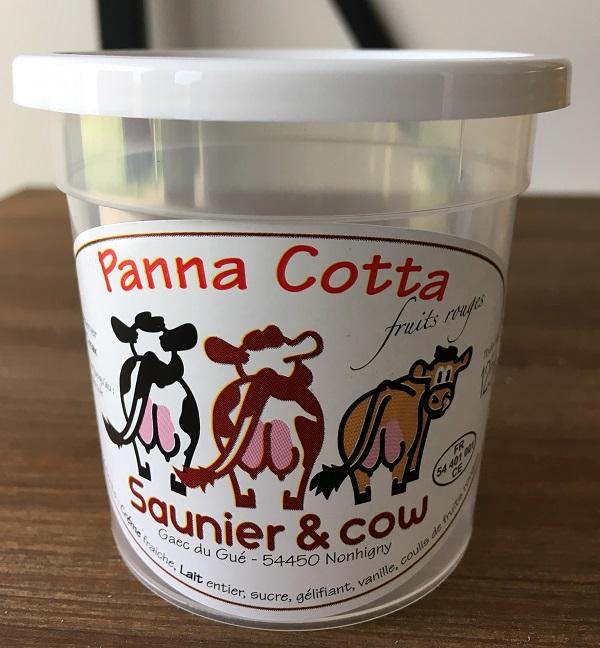 Panna Cotta
fruits rouges
FR
54 401 001
CE
Saunier & cow
Gaec du Gué - 54450 Nonhigny
Crème fraiche, Lait entier, sucre, gélifiant, vanille, coulis de fruits